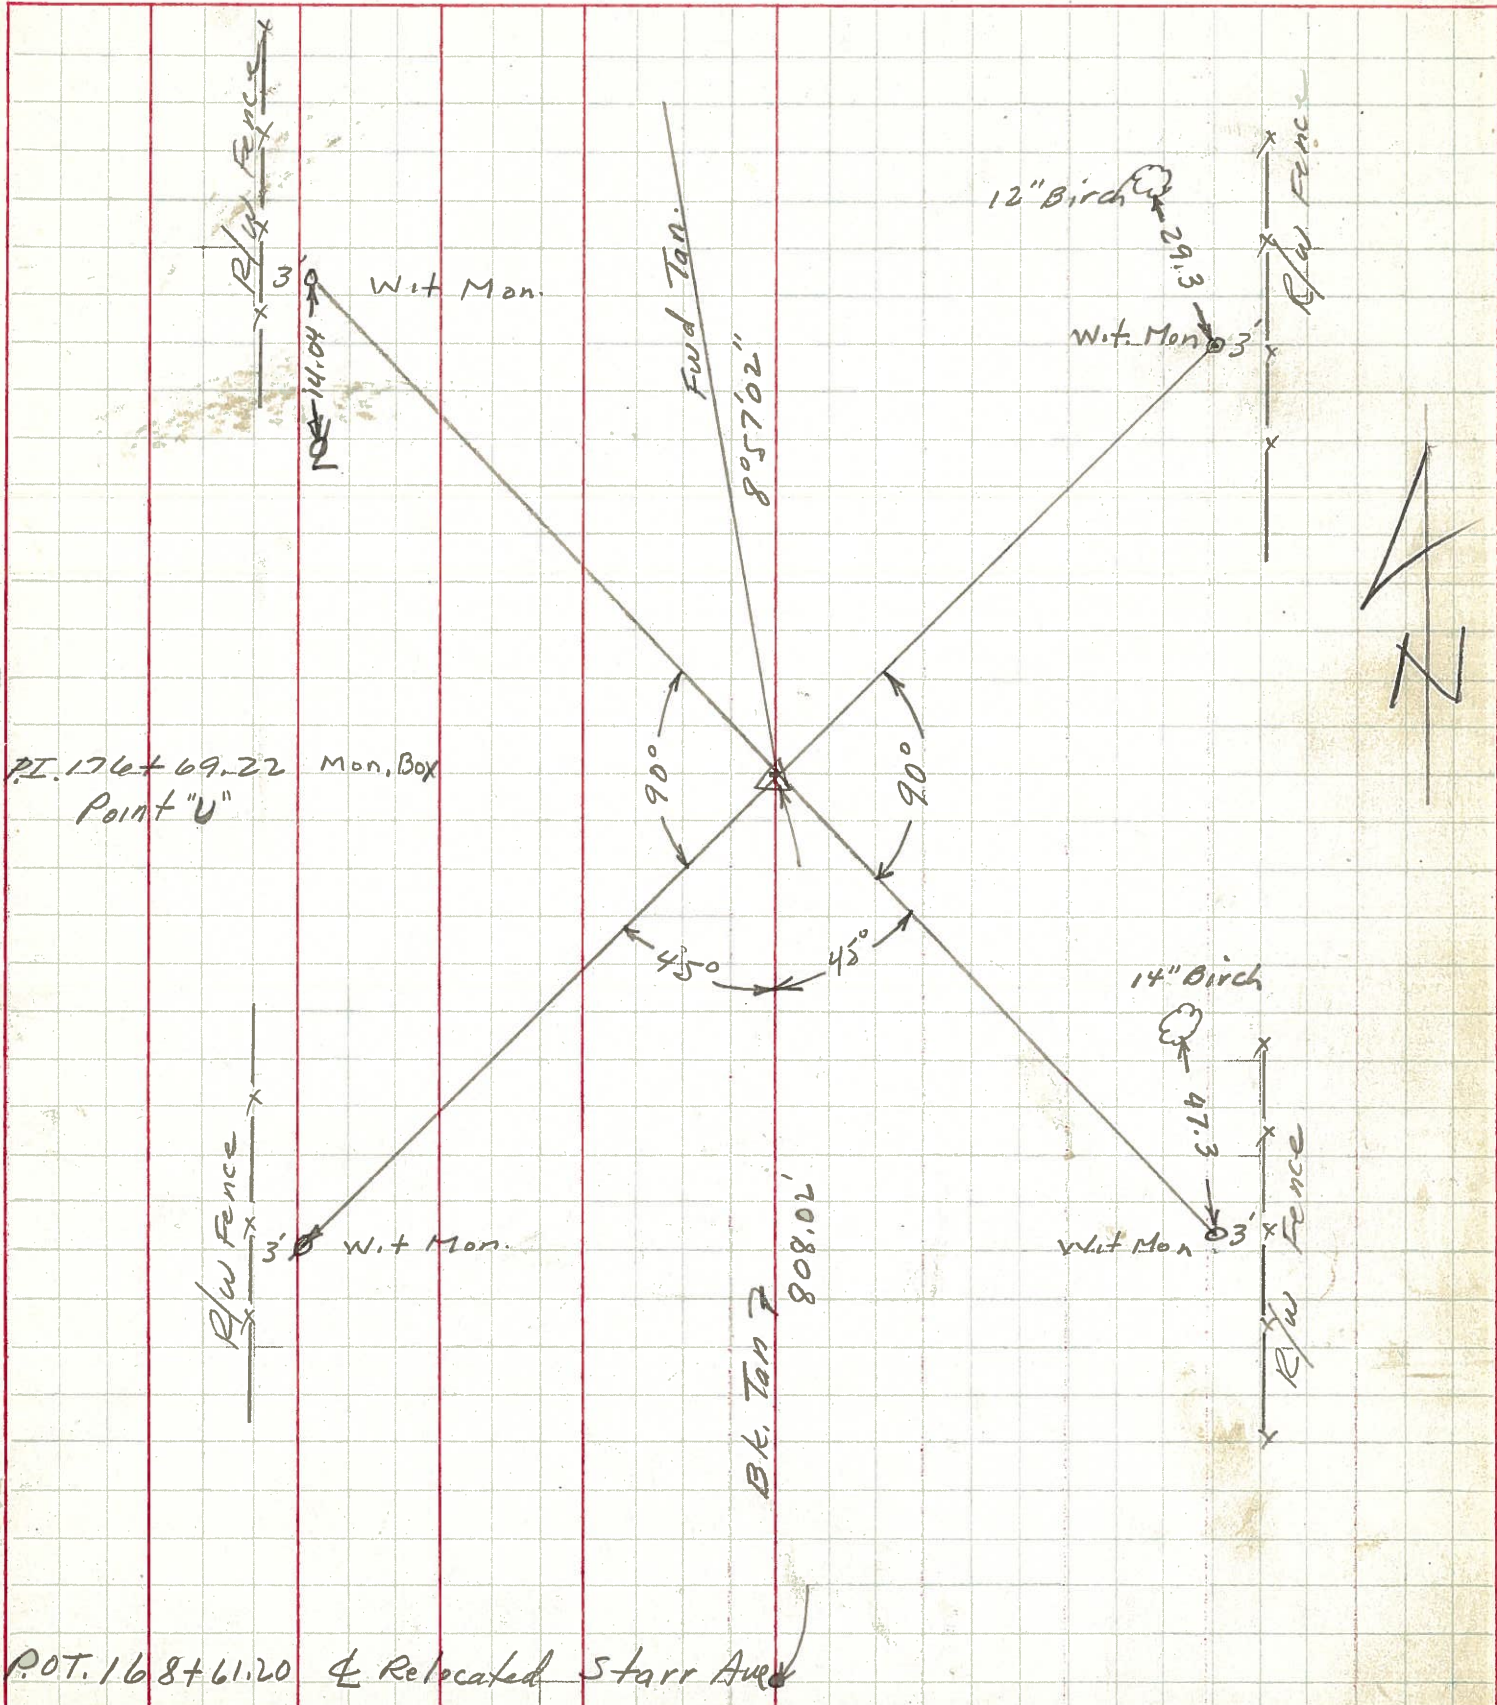 R/W Fence
3'
Wit Mon.
14.04
Fwd Tan.
8°57'02"
12" Birch
29.3
Wit. Mon
3'
R/W Fence
N
P.I. 176+69.22 Mon. Box
Point "U"
90°
90°
45°
45°
14" Birch
47.3
R/W Fence
3'
Wit Mon.
Wit Mon
3'
R/W Fence
Bk. Tan
808.02'
P.O.T. 168+61.20 ℄ Relocated Starr Ave